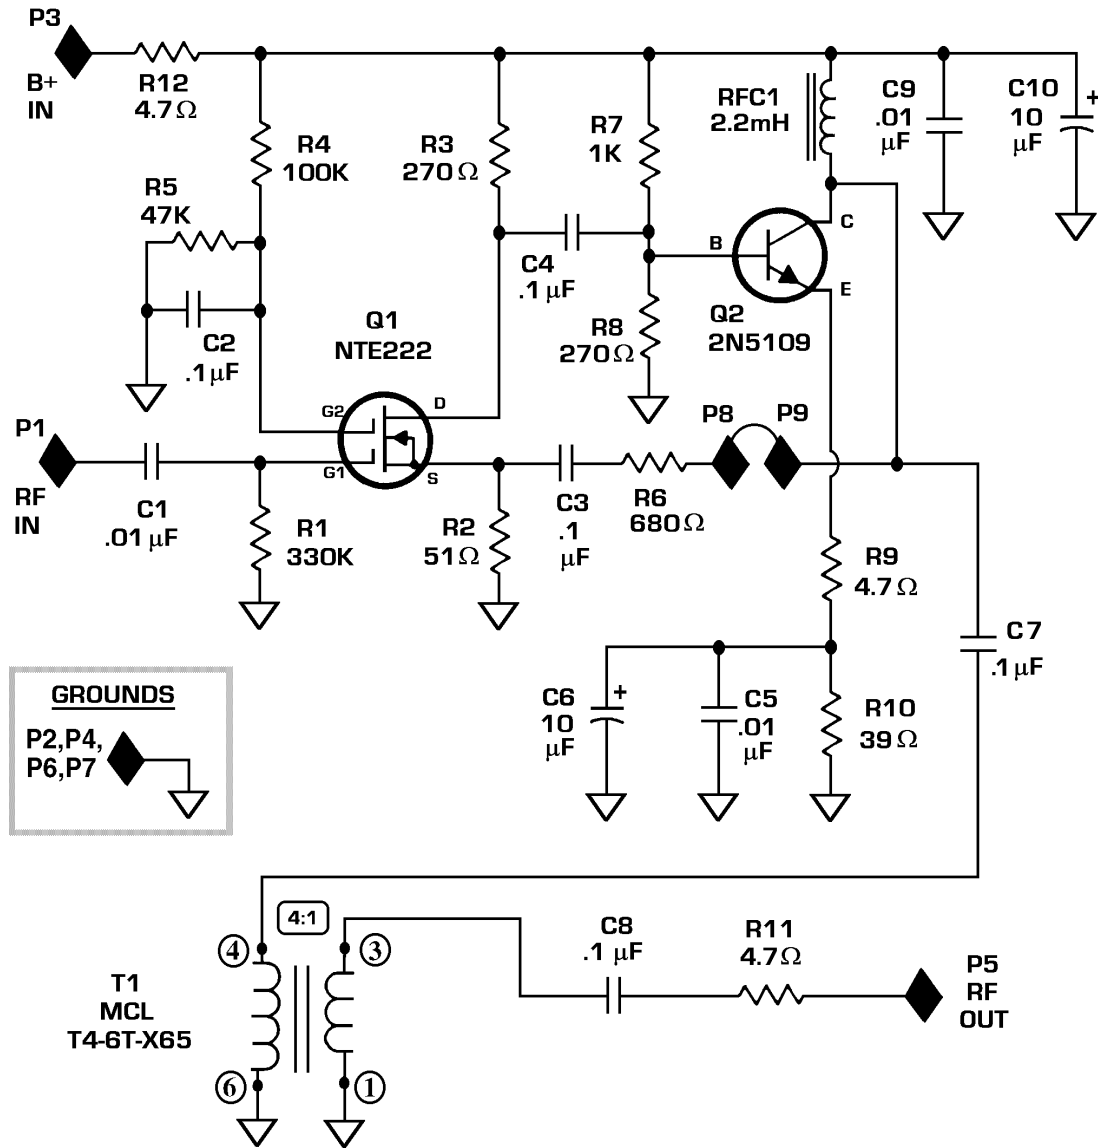 P3
B+
IN
R12
4.7Ω
R4
100K
R3
270Ω
R7
1K
RFC1
2.2mH
C9
.01
µF
C10
10
µF
+
R5
47K
C2
.1µF
C4
.1µF
R8
270Ω
B
C
E
Q2
2N5109
Q1
NTE222
G2
G1
D
S
P1
RF
IN
C1
.01 µF
R1
330K
R2
51Ω
C3
.1
µF
R6
680Ω
P8
P9
R9
4.7Ω
C7
.1µF
C6
10
µF
+
C5
.01
µF
R10
39Ω
GROUNDS
P2,P4,
P6,P7
4:1
4
3
6
1
T1
MCL
T4-6T-X65
C8
.1 µF
R11
4.7Ω
P5
RF
OUT